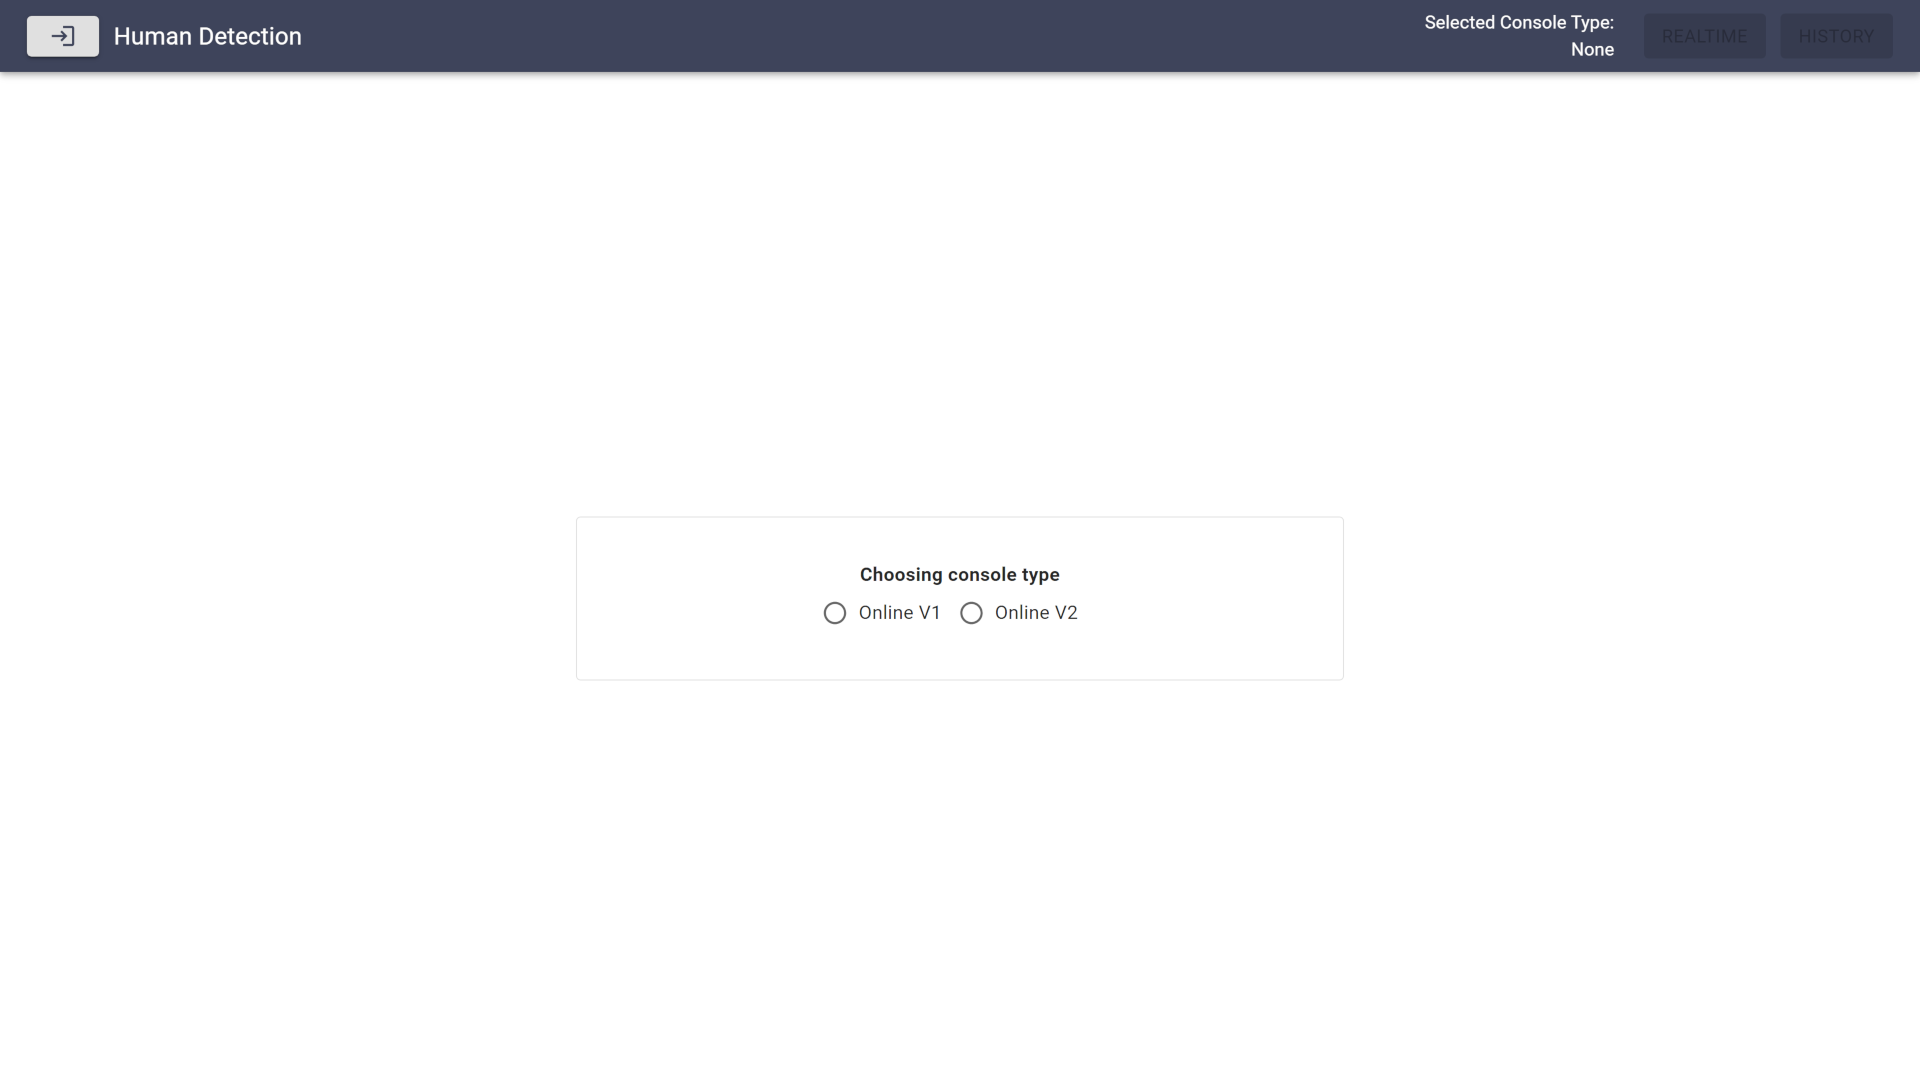 Human Detection
Selected Console Type:
None
REALTIME
HISTORY
Choosing console type
Online V1
Online V2